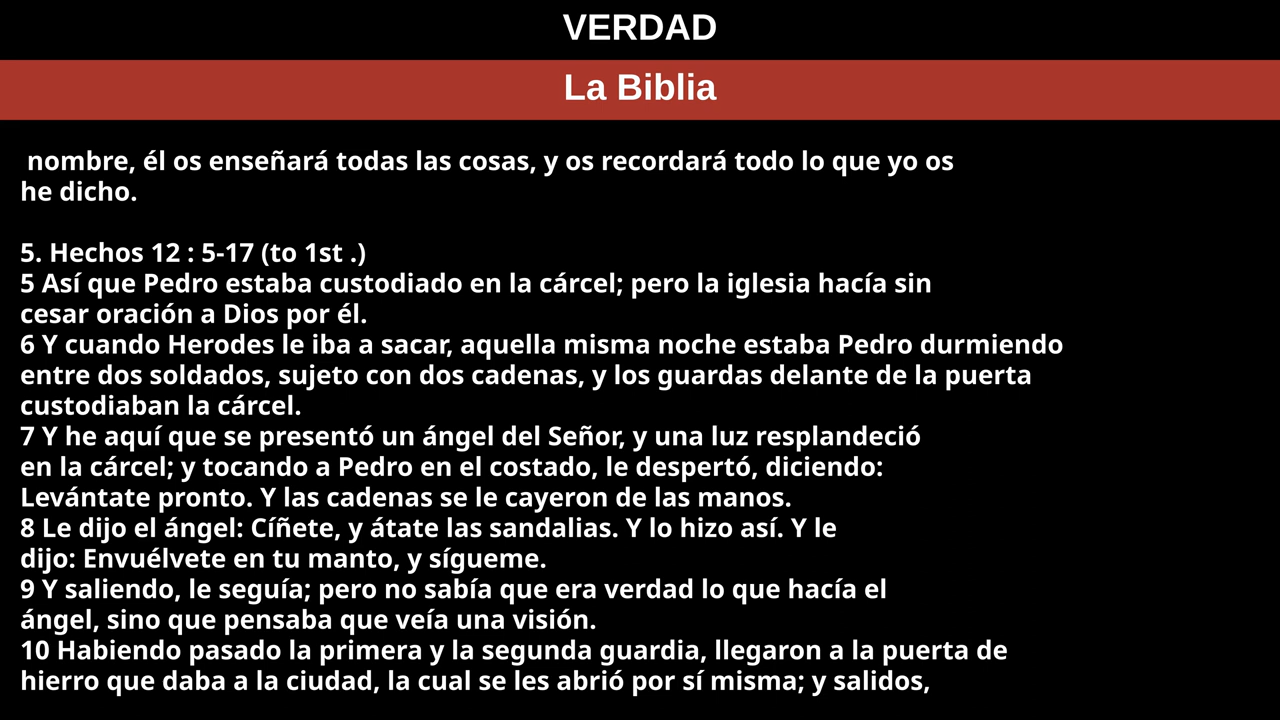 VERDAD
La Biblia
nombre, él os enseñará todas las cosas, y os recordará todo lo que yo os
he dicho.
5. Hechos 12 : 5-17 (to 1st .)
5 Así que Pedro estaba custodiado en la cárcel; pero la iglesia hacía sin
cesar oración a Dios por él.
6 Y cuando Herodes le iba a sacar, aquella misma noche estaba Pedro durmiendo
entre dos soldados, sujeto con dos cadenas, y los guardas delante de la puerta
custodiaban la cárcel.
7 Y he aquí que se presentó un ángel del Señor, y una luz resplandeció
en la cárcel; y tocando a Pedro en el costado, le despertó, diciendo:
Levántate pronto. Y las cadenas se le cayeron de las manos.
8 Le dijo el ángel: Cíñete, y átate las sandalias. Y lo hizo así. Y le
dijo: Envuélvete en tu manto, y sígueme.
9 Y saliendo, le seguía; pero no sabía que era verdad lo que hacía el
ángel, sino que pensaba que veía una visión.
10 Habiendo pasado la primera y la segunda guardia, llegaron a la puerta de
hierro que daba a la ciudad, la cual se les abrió por sí misma; y salidos,